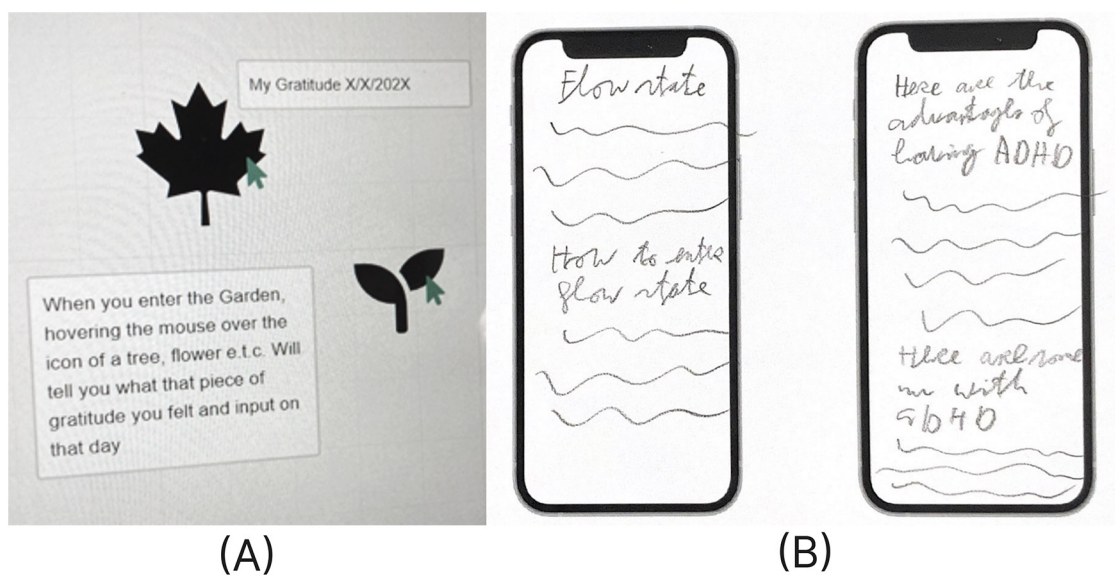 My Gratitude X/X/202X
When you enter the Garden,
hovering the mouse over the
icon of a tree, flower e.t.c. Will
tell you what that piece of
gratitude you felt and input on
that day
(A)
Flow state
How to enter
flow state
Here are the
advantages of
having ADHD
Here are some
with
ADHD
(B)